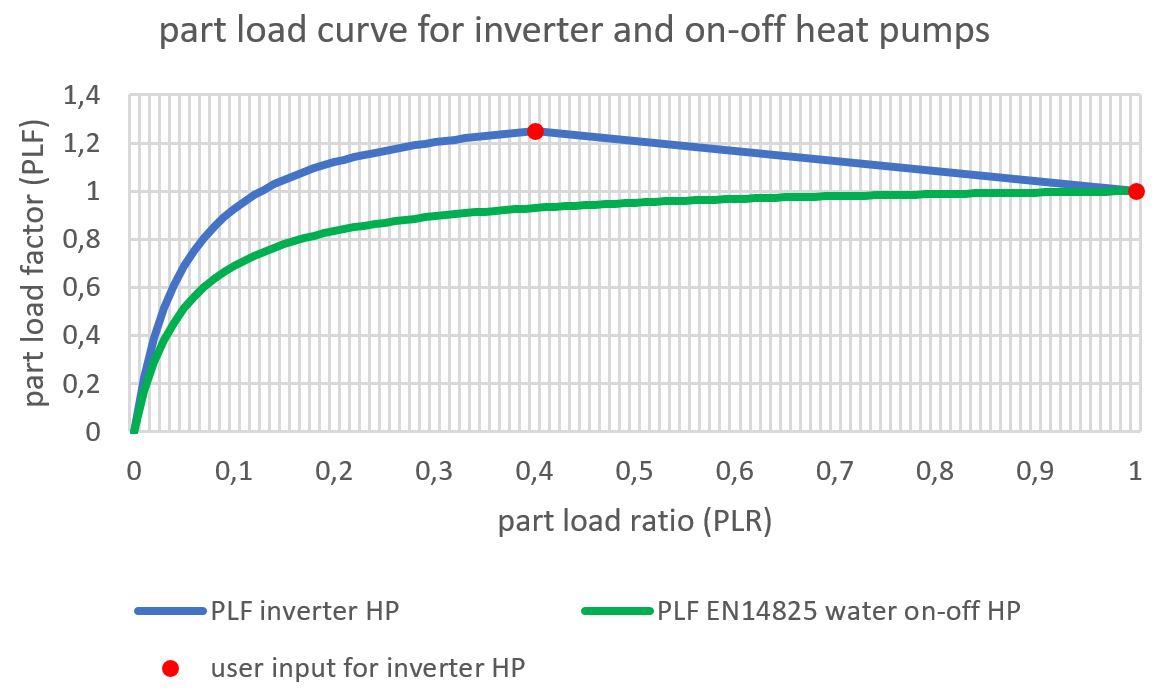 part load curve for inverter and on-off heat pumps
part load factor (PLF)
1,4
1,2
1
0,8
0,6
0,4
0,2
0
0 0,1 0,2 0,3 0,4 0,5 0,6 0,7 0,8 0,9 1
part load ratio (PLR)
PLF inverter HP PLF EN14825 water on-off HP
user input for inverter HP